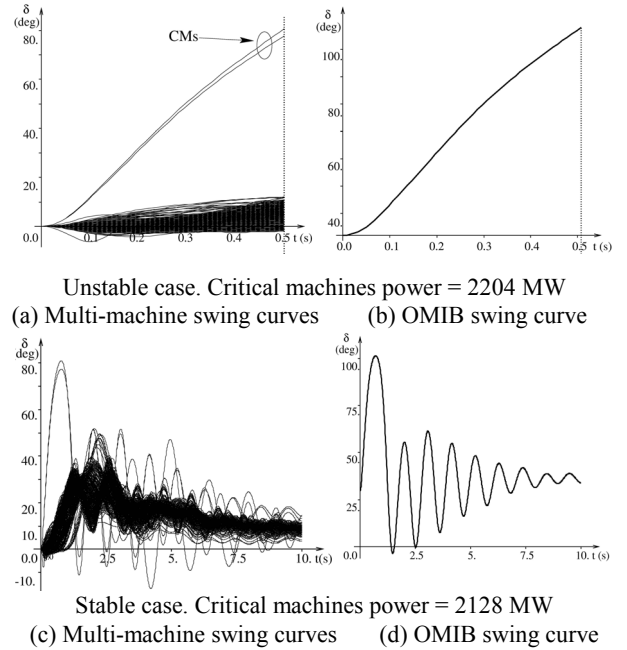 δ
(deg)
80.
60.
40.
20.
0.0
CMs
0.1
0.2
0.3
0.4
0.5 t (s)
δ
(deg)
100.
80.
60.
40
0.0
0.1
0.2
0.3
0.4
0.5 t (s)
Unstable case. Critical machines power = 2204 MW
(a) Multi-machine swing curves
(b) OMIB swing curve
δ
deg)
80.
60.
40.
20.
10.
0.0
-10.
2.5
5.
7.5
10. t(s)
δ
deg)
100.
75.
50.
25.
0.0
2.5
5.
7.5
10. t(s)
Stable case. Critical machines power = 2128 MW
(c) Multi-machine swing curves
(d) OMIB swing curve